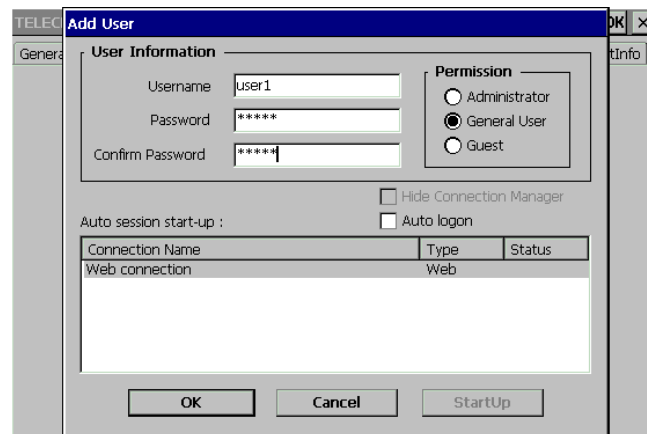 TELEC
Add User
OK
Genera
tInfo
User Information
Username
user1
Password
*****
Confirm Password
*****
Permission
Administrator
General User
Guest
Hide Connection Manager
Auto session start-up :
Auto logon
Connection Name Type Status
Web connection Web
OK Cancel StartUp